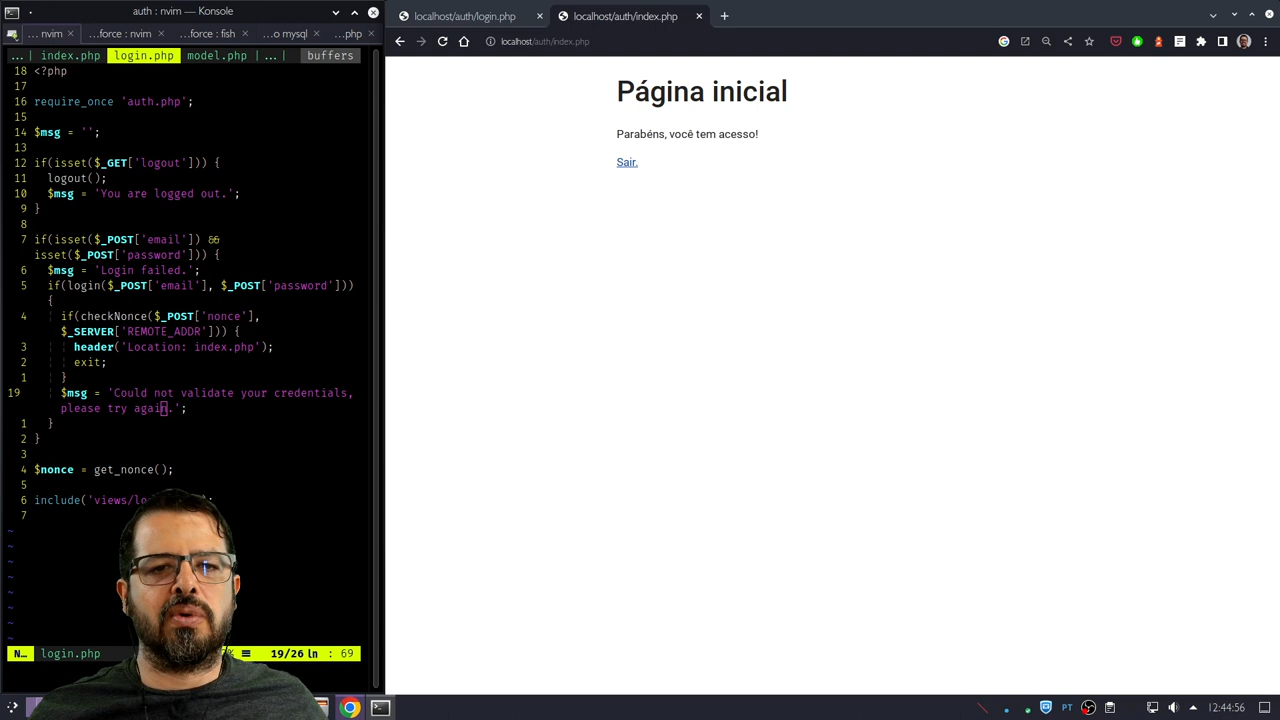 auth : nvim — Konsole
... nvim
...force : nvim
...force : fish
...o mysql
...php
... | index.php login.php model.php | ... | buffers
18 <?php
17
16 require_once 'auth.php';
15
14 $msg = '';
13
12 if(isset($_GET['logout'])) {
11 logout();
10 $msg = 'You are logged out.';
9 }
8
7 if(isset($_POST['email']) &&
isset($_POST['password'])) {
6 $msg = 'Login failed.';
5 if(login($_POST['email'], $_POST['password']))
{
4 if(checkNonce($_POST['nonce'],
$_SERVER['REMOTE_ADDR'])) {
3 header('Location: index.php');
2 exit;
1 }
19 $msg = 'Could not validate your credentials,
please try again.';
1 }
2 }
3
4 $nonce = get_nonce();
5
6 include('views/lo
7
~
~
~
~
~
~
~
~
N... login.php % ≡ 19/26 ln : 69
localhost/auth/login.php
localhost/auth/index.php
localhost/auth/index.php
Página inicial
Parabéns, você tem acesso!
Sair.
PT 12:44:56